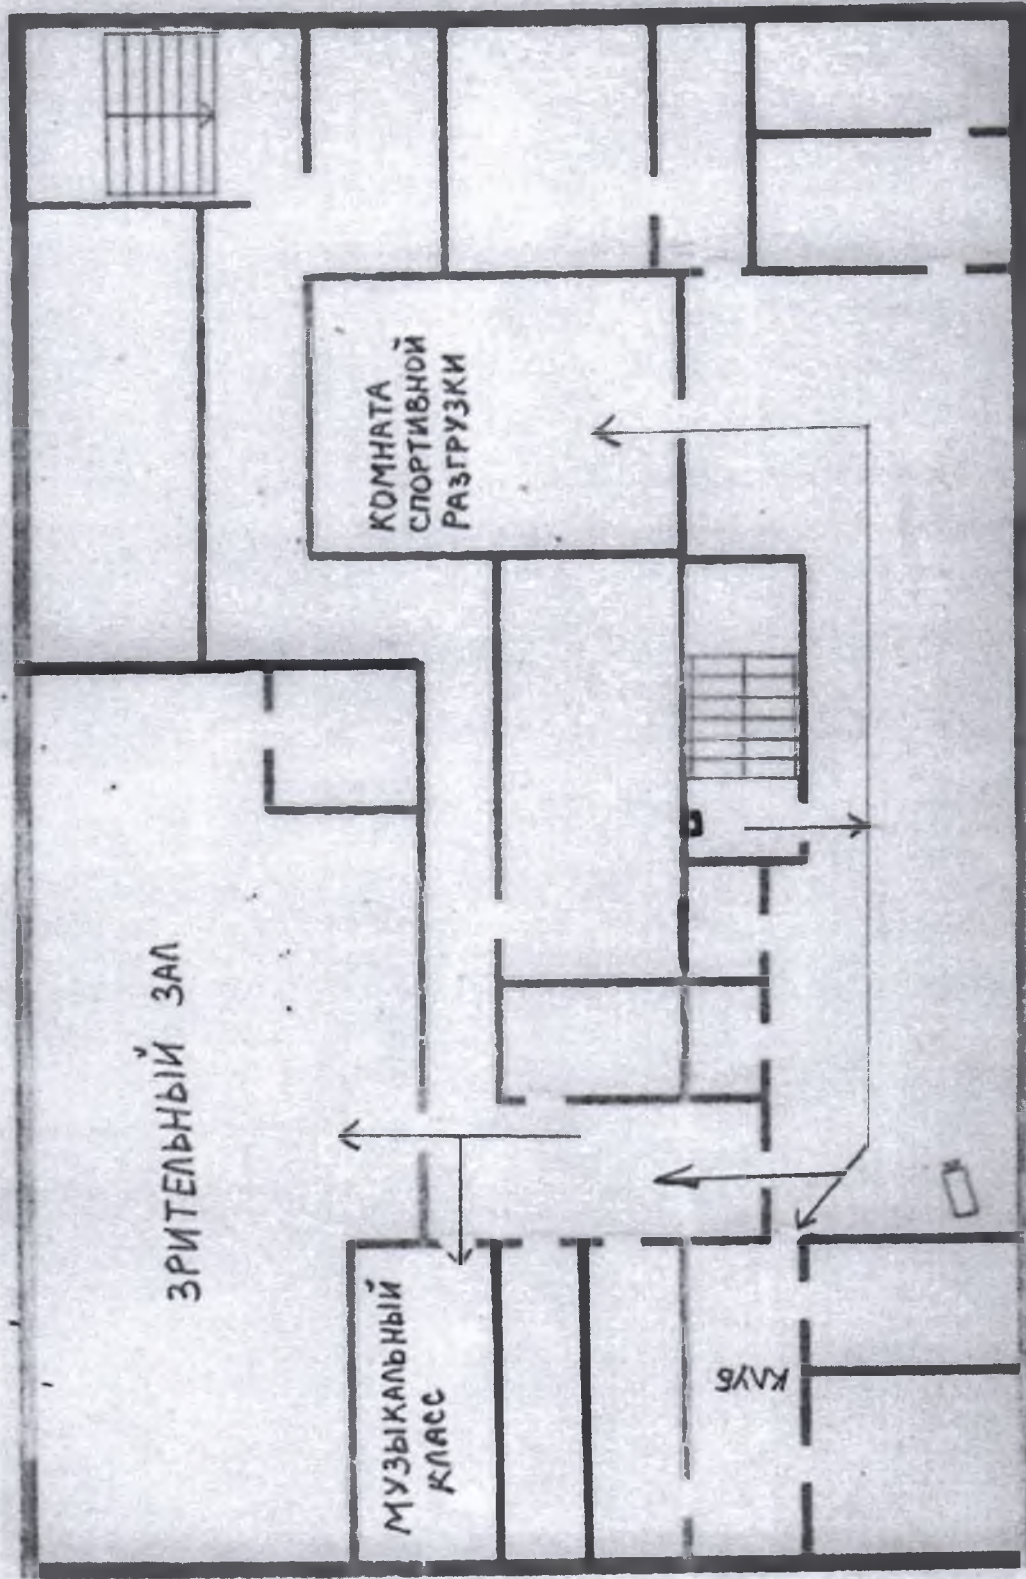 КОМНАТА
СПОРТИВНОЙ
РАЗГРУЗКИ
ЗРИТЕЛЬНЫЙ ЗАЛ
МУЗЫКАЛЬНЫЙ
КЛАСС
КЛУБ